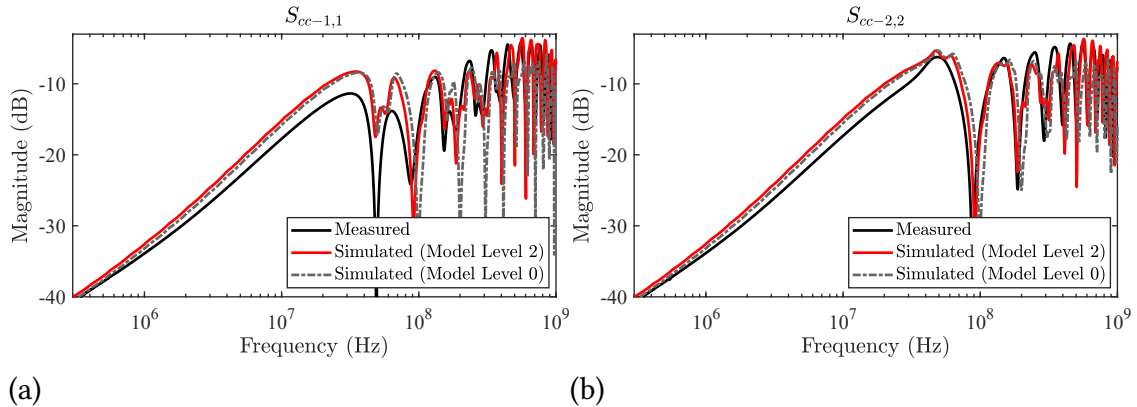 S_{cc-1,1}
Magnitude (dB)
-10
-20
-30
-40
Measured
Simulated (Model Level 2)
Simulated (Model Level 0)
10^6 10^7 10^8 10^9
Frequency (Hz)
(a)
S_{cc-2,2}
Magnitude (dB)
-10
-20
-30
-40
Measured
Simulated (Model Level 2)
Simulated (Model Level 0)
10^6 10^7 10^8 10^9
Frequency (Hz)
(b)